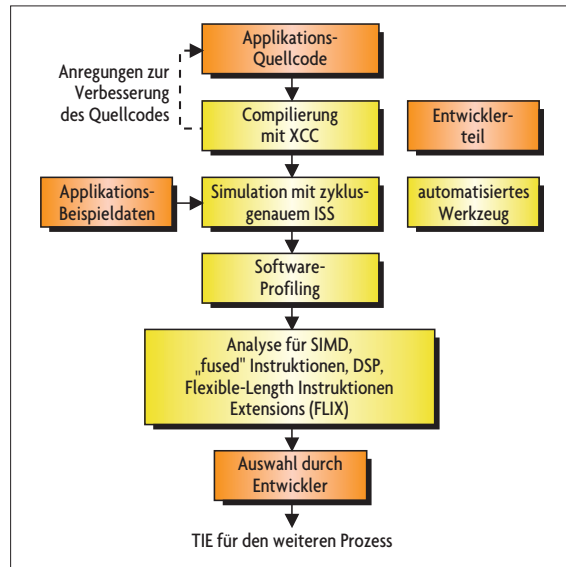 Applikations-
Quellcode
Anregungen zur
Verbesserung
des Quellcodes
Compilierung
mit XCC
Entwickler-
teil
Applikations-
Beispieldaten
Simulation mit zyklus-
genauem ISS
automatisiertes
Werkzeug
Software-
Profiling
Analyse für SIMD,
„fused" Instruktionen, DSP,
Flexible-Length Instruktionen
Extensions (FLIX)
Auswahl durch
Entwickler
TIE für den weiteren Prozess